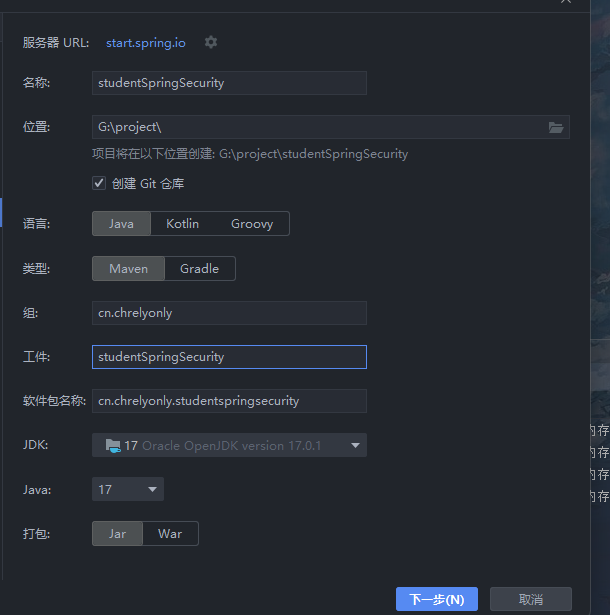 服务器 URL: start.spring.io
名称: studentSpringSecurity
位置: G:\project\
项目将在以下位置创建: G:\project\studentSpringSecurity
创建 Git 仓库
语言: Java Kotlin Groovy
类型: Maven Gradle
组: cn.chrelyonly
工件: studentSpringSecurity
软件包名称: cn.chrelyonly.studentspringsecurity
内存
JDK: 17 Oracle OpenJDK version 17.0.1
内存
内存
Java: 17
内存
打包: Jar War
下一步(N) 取消